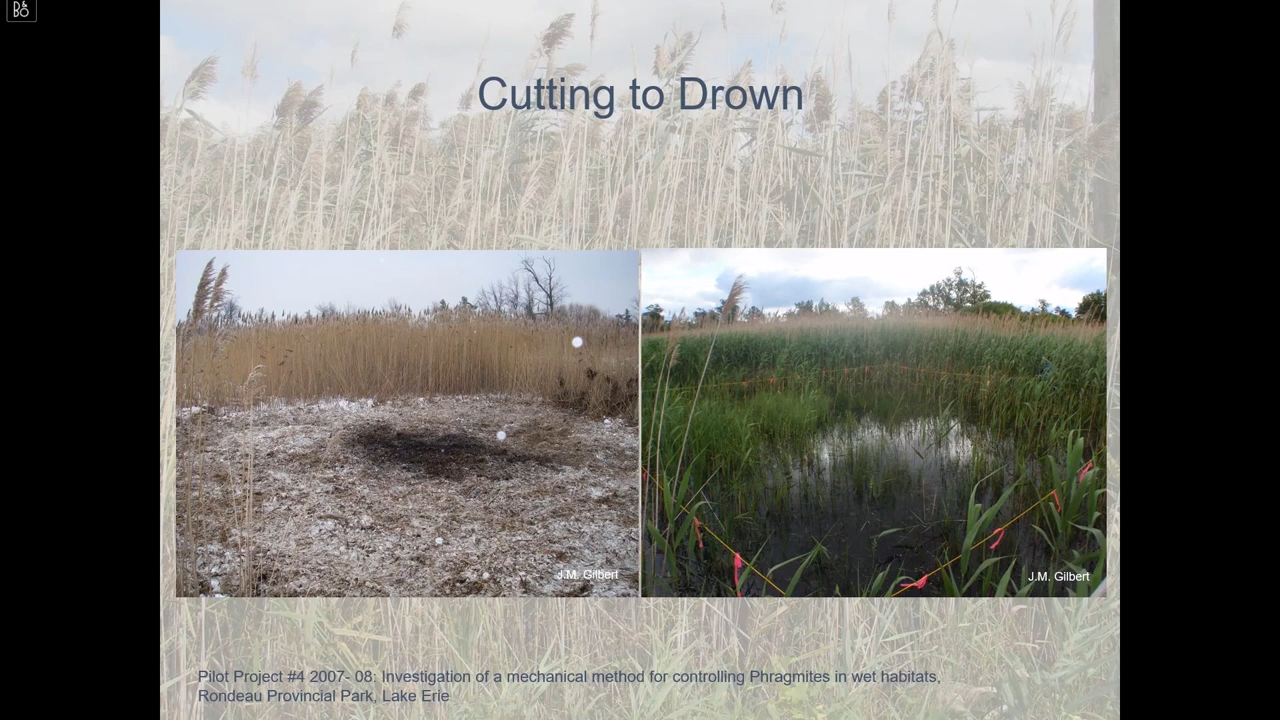 B&O
Cutting to Drown
J.M. Gilbert
J.M. Gilbert
Pilot Project #4 2007- 08: Investigation of a mechanical method for controlling Phragmites in wet habitats,
Rondeau Provincial Park, Lake Erie